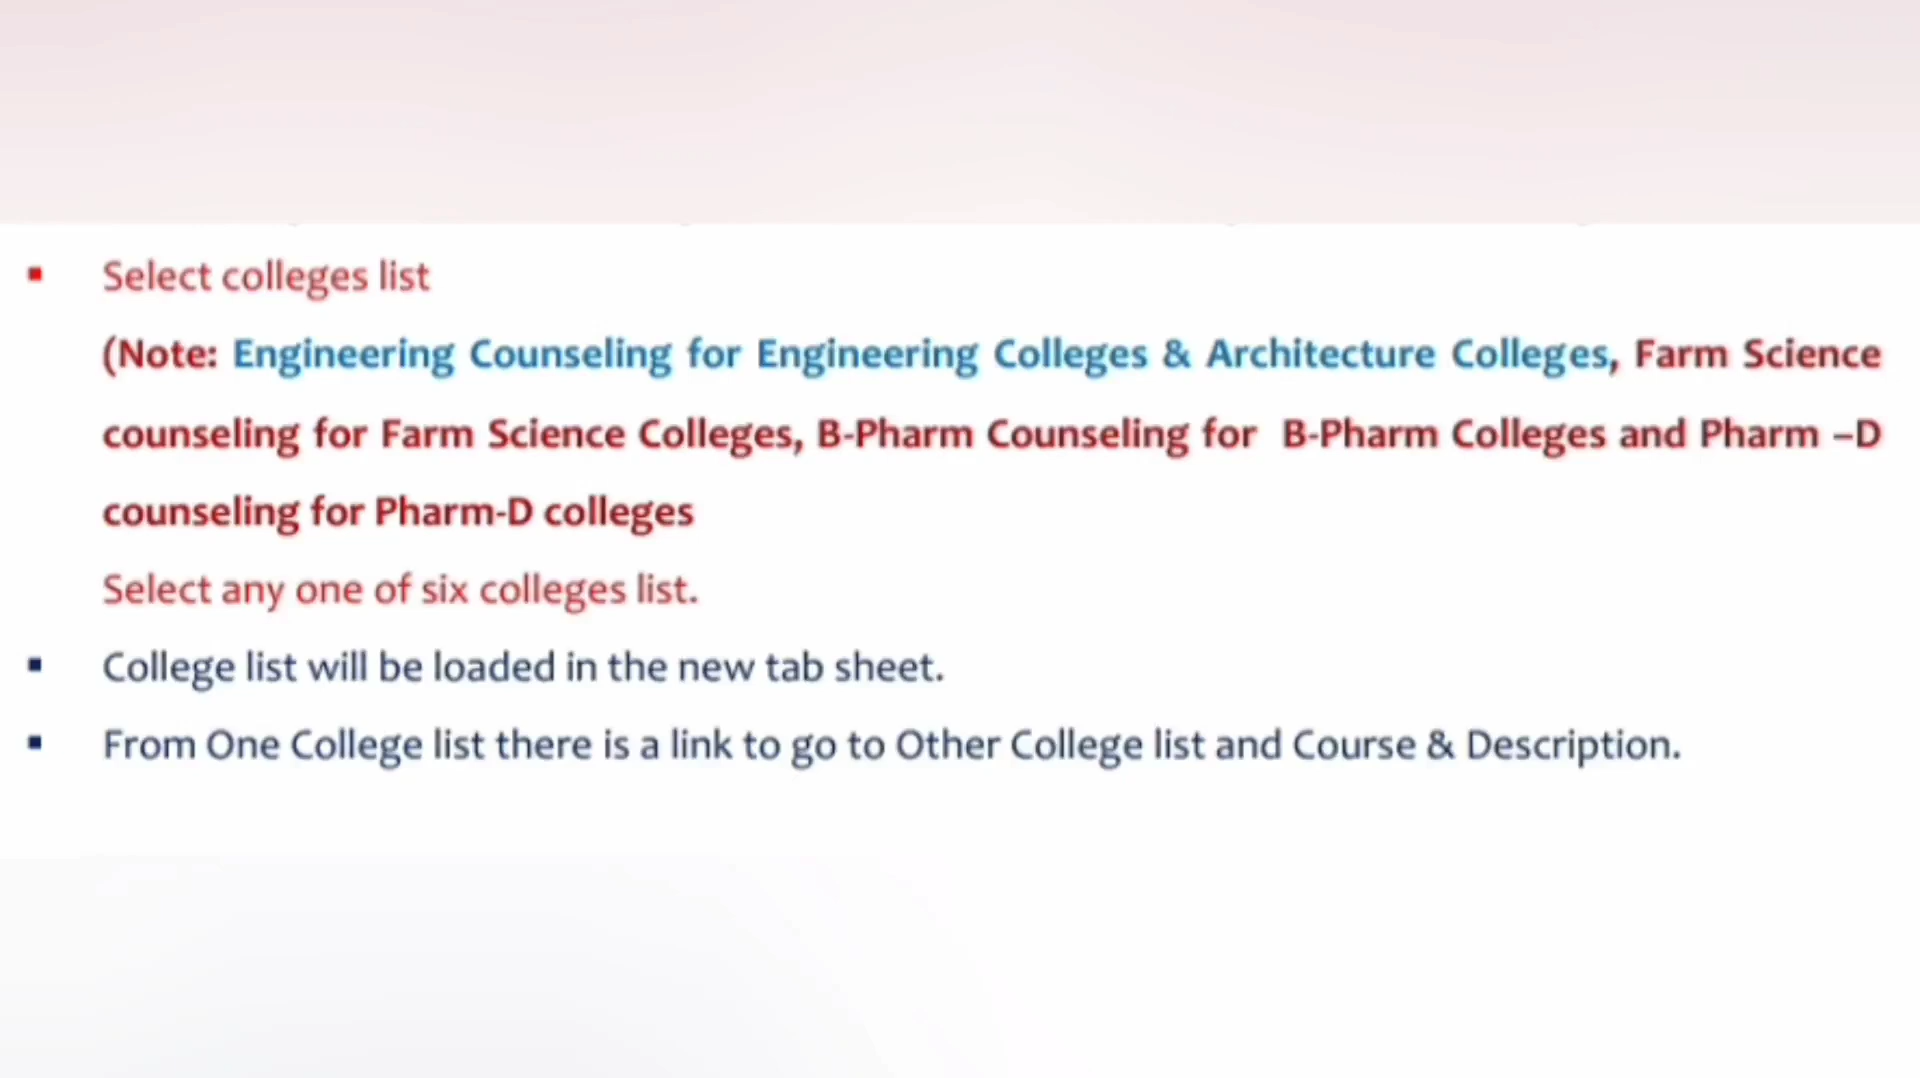 ▪ Select colleges list
(Note: Engineering Counseling for Engineering Colleges & Architecture Colleges, Farm Science
counseling for Farm Science Colleges, B-Pharm Counseling for B-Pharm Colleges and Pharm –D
counseling for Pharm-D colleges
Select any one of six colleges list.
▪ College list will be loaded in the new tab sheet.
▪ From One College list there is a link to go to Other College list and Course & Description.